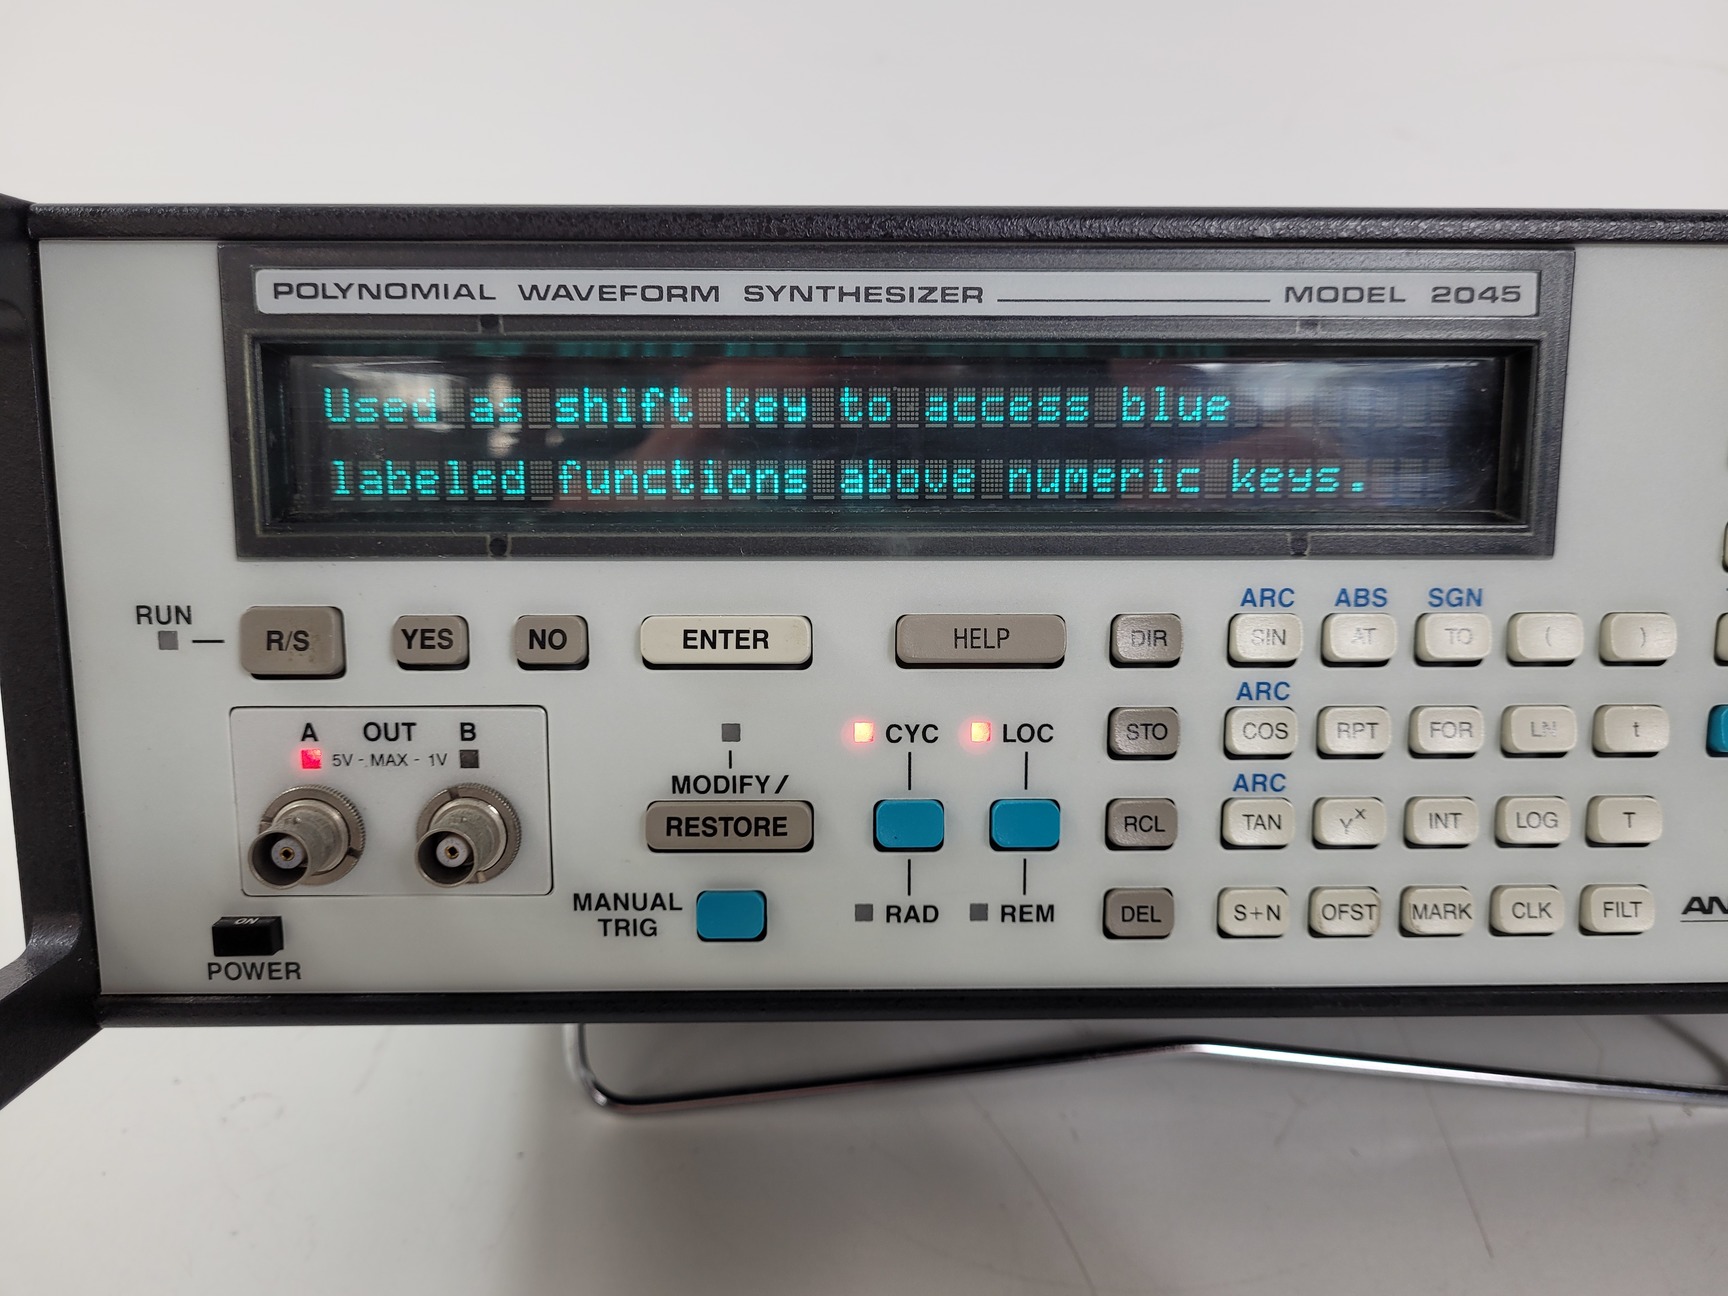 POLYNOMIAL WAVEFORM SYNTHESIZER MODEL 2045
Used as shift key to access blue
labeled functions above numeric keys.
RUN
R/S YES NO ENTER HELP DIR
ARC ABS SGN
SIN AT TO ( )
A OUT B
5V - MAX - 1V
MODIFY/
RESTORE
CYC LOC
RAD REM
MANUAL
TRIG
ON
POWER
STO
ARC
COS RPT FOR LN t
RCL
ARC
TAN Y^X INT LOG T
DEL S+N OFST MARK CLK FILT